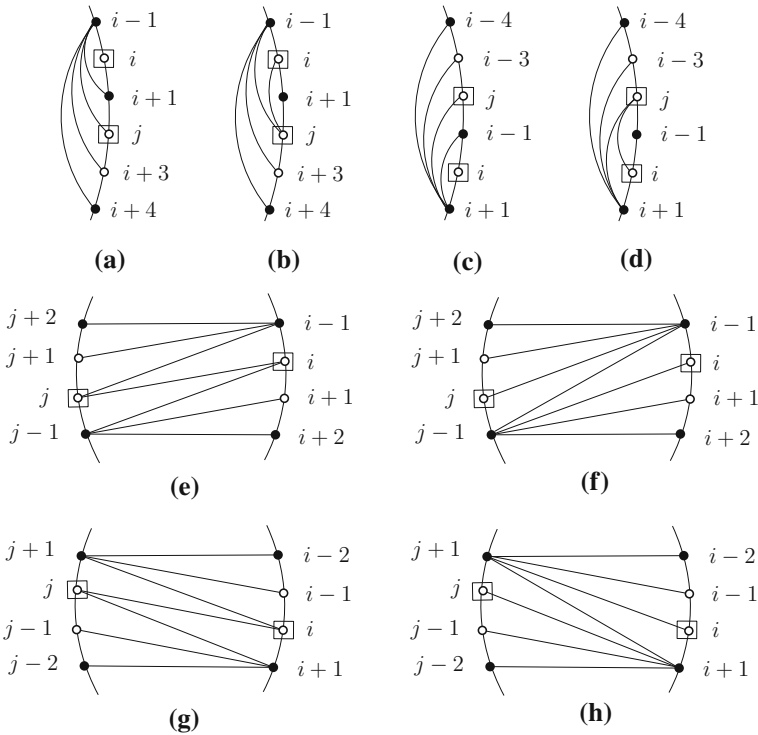 i − 1
i
i + 1
j
i + 3
i + 4
(a)
i − 1
i
i + 1
j
i + 3
i + 4
(b)
i − 4
i − 3
j
i − 1
i
i + 1
(c)
i − 4
i − 3
j
i − 1
i
i + 1
(d)
j + 2 i − 1
j + 1 i
j i + 1
j − 1 i + 2
(e)
j + 2 i − 1
j + 1 i
j i + 1
j − 1 i + 2
(f)
j + 1 i − 2
j i − 1
j − 1 i
j − 2 i + 1
(g)
j + 1 i − 2
j i − 1
j − 1 i
j − 2 i + 1
(h)